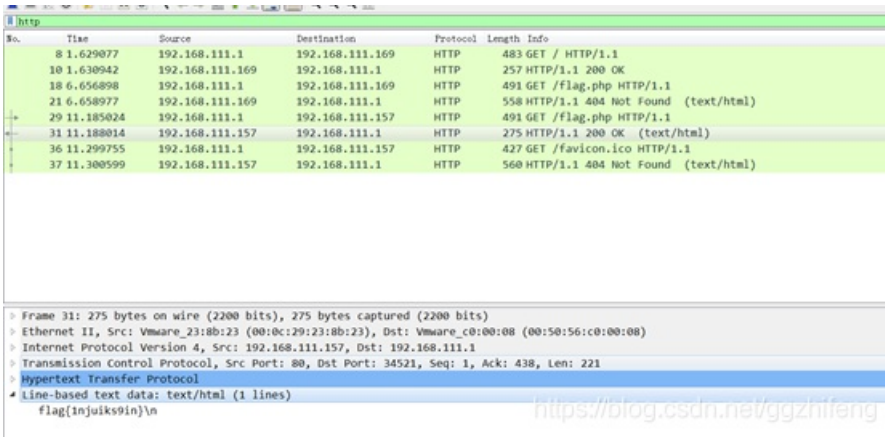 http
No. Time Source Destination Protocol Length Info
8 1.629077 192.168.111.1 192.168.111.169 HTTP 483 GET / HTTP/1.1
10 1.630942 192.168.111.169 192.168.111.1 HTTP 257 HTTP/1.1 200 OK
18 6.656898 192.168.111.1 192.168.111.169 HTTP 491 GET /flag.php HTTP/1.1
21 6.658977 192.168.111.169 192.168.111.1 HTTP 558 HTTP/1.1 404 Not Found (text/html)
29 11.185024 192.168.111.1 192.168.111.157 HTTP 491 GET /flag.php HTTP/1.1
31 11.188014 192.168.111.157 192.168.111.1 HTTP 275 HTTP/1.1 200 OK (text/html)
36 11.299755 192.168.111.1 192.168.111.157 HTTP 427 GET /favicon.ico HTTP/1.1
37 11.300599 192.168.111.157 192.168.111.1 HTTP 560 HTTP/1.1 404 Not Found (text/html)
Frame 31: 275 bytes on wire (2200 bits), 275 bytes captured (2200 bits)
Ethernet II, Src: Vmware_23:8b:23 (00:0c:29:23:8b:23), Dst: Vmware_c0:00:08 (00:50:56:c0:00:08)
Internet Protocol Version 4, Src: 192.168.111.157, Dst: 192.168.111.1
Transmission Control Protocol, Src Port: 80, Dst Port: 34521, Seq: 1, Ack: 438, Len: 221
Hypertext Transfer Protocol
Line-based text data: text/html (1 lines)
flag{1njuiks9in}\n
https://blog.csdn.net/ggzhifeng